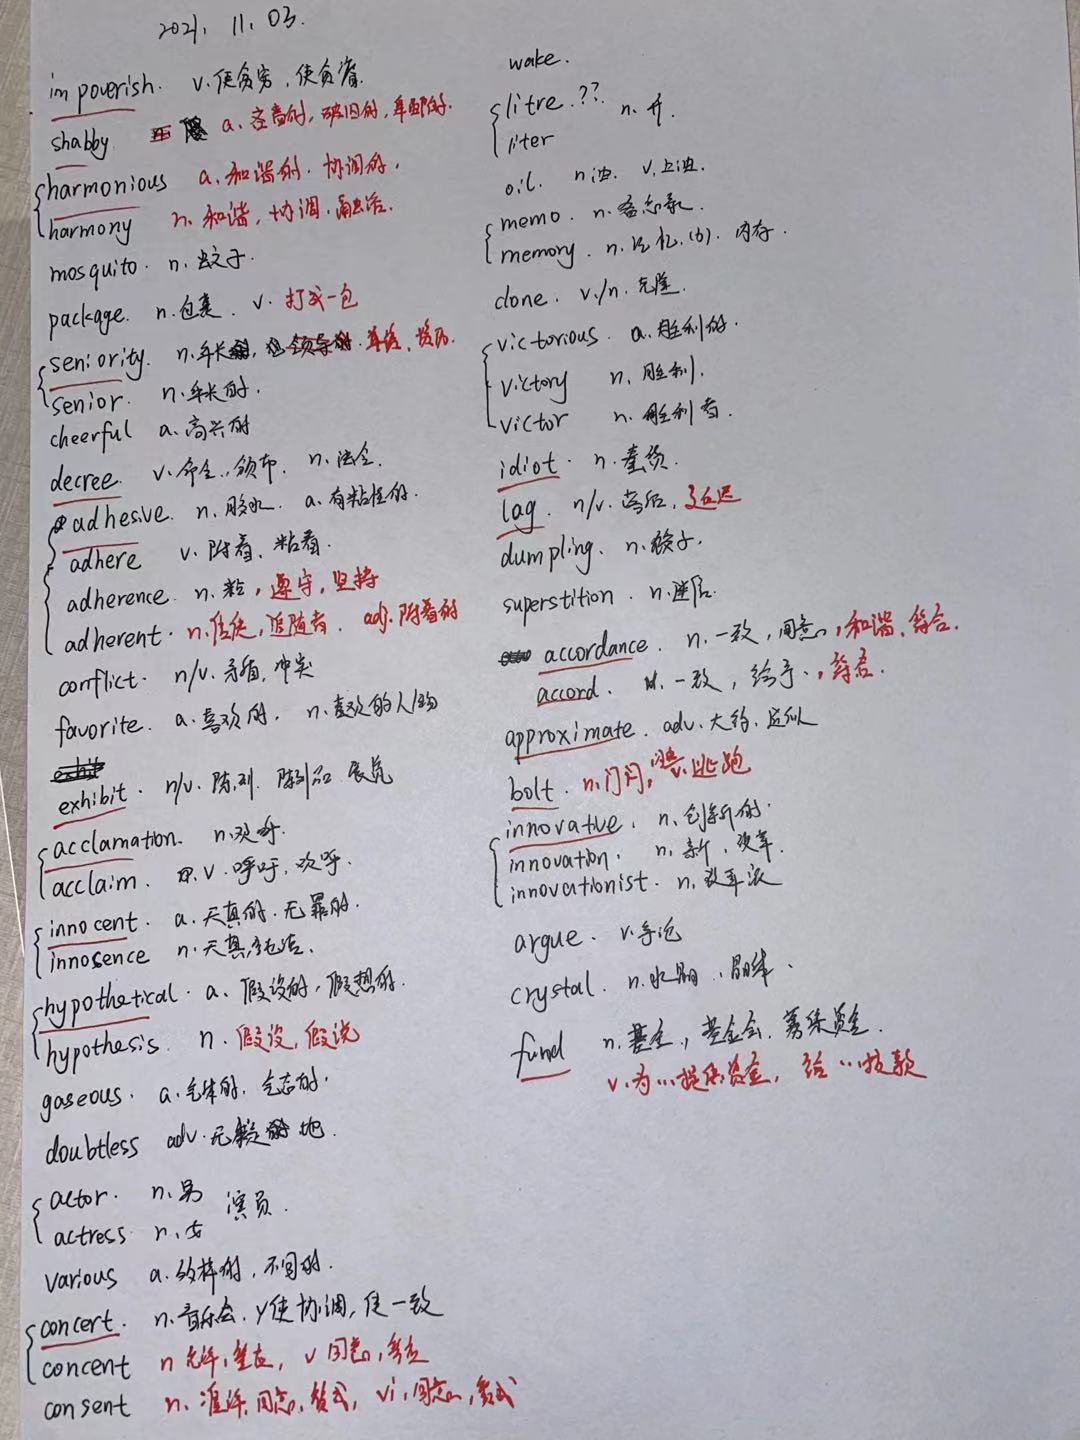 2021. 11. 03.
impoverish. v. 使贫穷, 使贫瘠.
shabby a. 吝啬的, 破旧的, 卑鄙的.
harmonious a. 和谐的. 协调的.
harmony n. 和谐, 协调. 融洽.
mosquito. n. 蚊子.
package. n. 包裹. v. 打成一包
seniority. n. 年长, 年资, 资历.
senior. n. 年长的.
cheerful a. 高兴的
decree. v. 命令, 颁布. n. 法令.
adhesive. n. 胶水. a. 有粘性的.
adhere v. 附着, 粘着.
adherence. n. 粘, 遵守, 坚持
adherent. n. 信徒, 追随者. adj. 附着的
conflict. n/v. 矛盾, 冲突
favorite. a. 喜欢的. n. 喜欢的人/物
exhibit. n/v. 陈列. 陈列品 展览
acclamation. n. 欢呼.
acclaim. v. 呼吁, 欢呼.
innocent. a. 天真的. 无罪的.
innosence n. 天真, 纯洁.
hypothetical. a. 假设的, 假想的.
hypothesis. n. 假设, 假说
gaseous. a. 气体的, 气态的.
doubtless adv. 无疑地.
actor. n. 男
actress n. 女 演员.
various a. 各样的, 不同的.
concert. n. 音乐会. v 使协调, 使一致
concent n 允许, v 同意,
consent n. 准许, 同意, 赞成, vi. 同意, 赞成
wake.
litre.?? n. 升.
liter
oil. n 油. v. 上油.
memo. n. 备忘录.
memory. n. 记忆(力). 内存.
clone. v./n. 克隆.
victorious. a. 胜利的.
victory n. 胜利.
victor n. 胜利者.
idiot. n. 蠢货.
lag. n/v. 落后, 延迟
dumpling. n. 饺子.
superstition. n. 迷信.
accordance. n. 一致, 同意, 和谐, 符合.
accord. n. 一致, 给予, 符合.
approximate. adv. 大约. 近似
bolt. n. 门闩, 闪电 v. 逃跑
innovative. n. 创新的.
innovation. n. 新, 改革.
innovationist. n. 改革派
argue. v. 争论
crystal. n. 水晶, 晶体.
fund n. 基金, 基金会. 募集资金.
v. 为…提供资金, 给…拨款